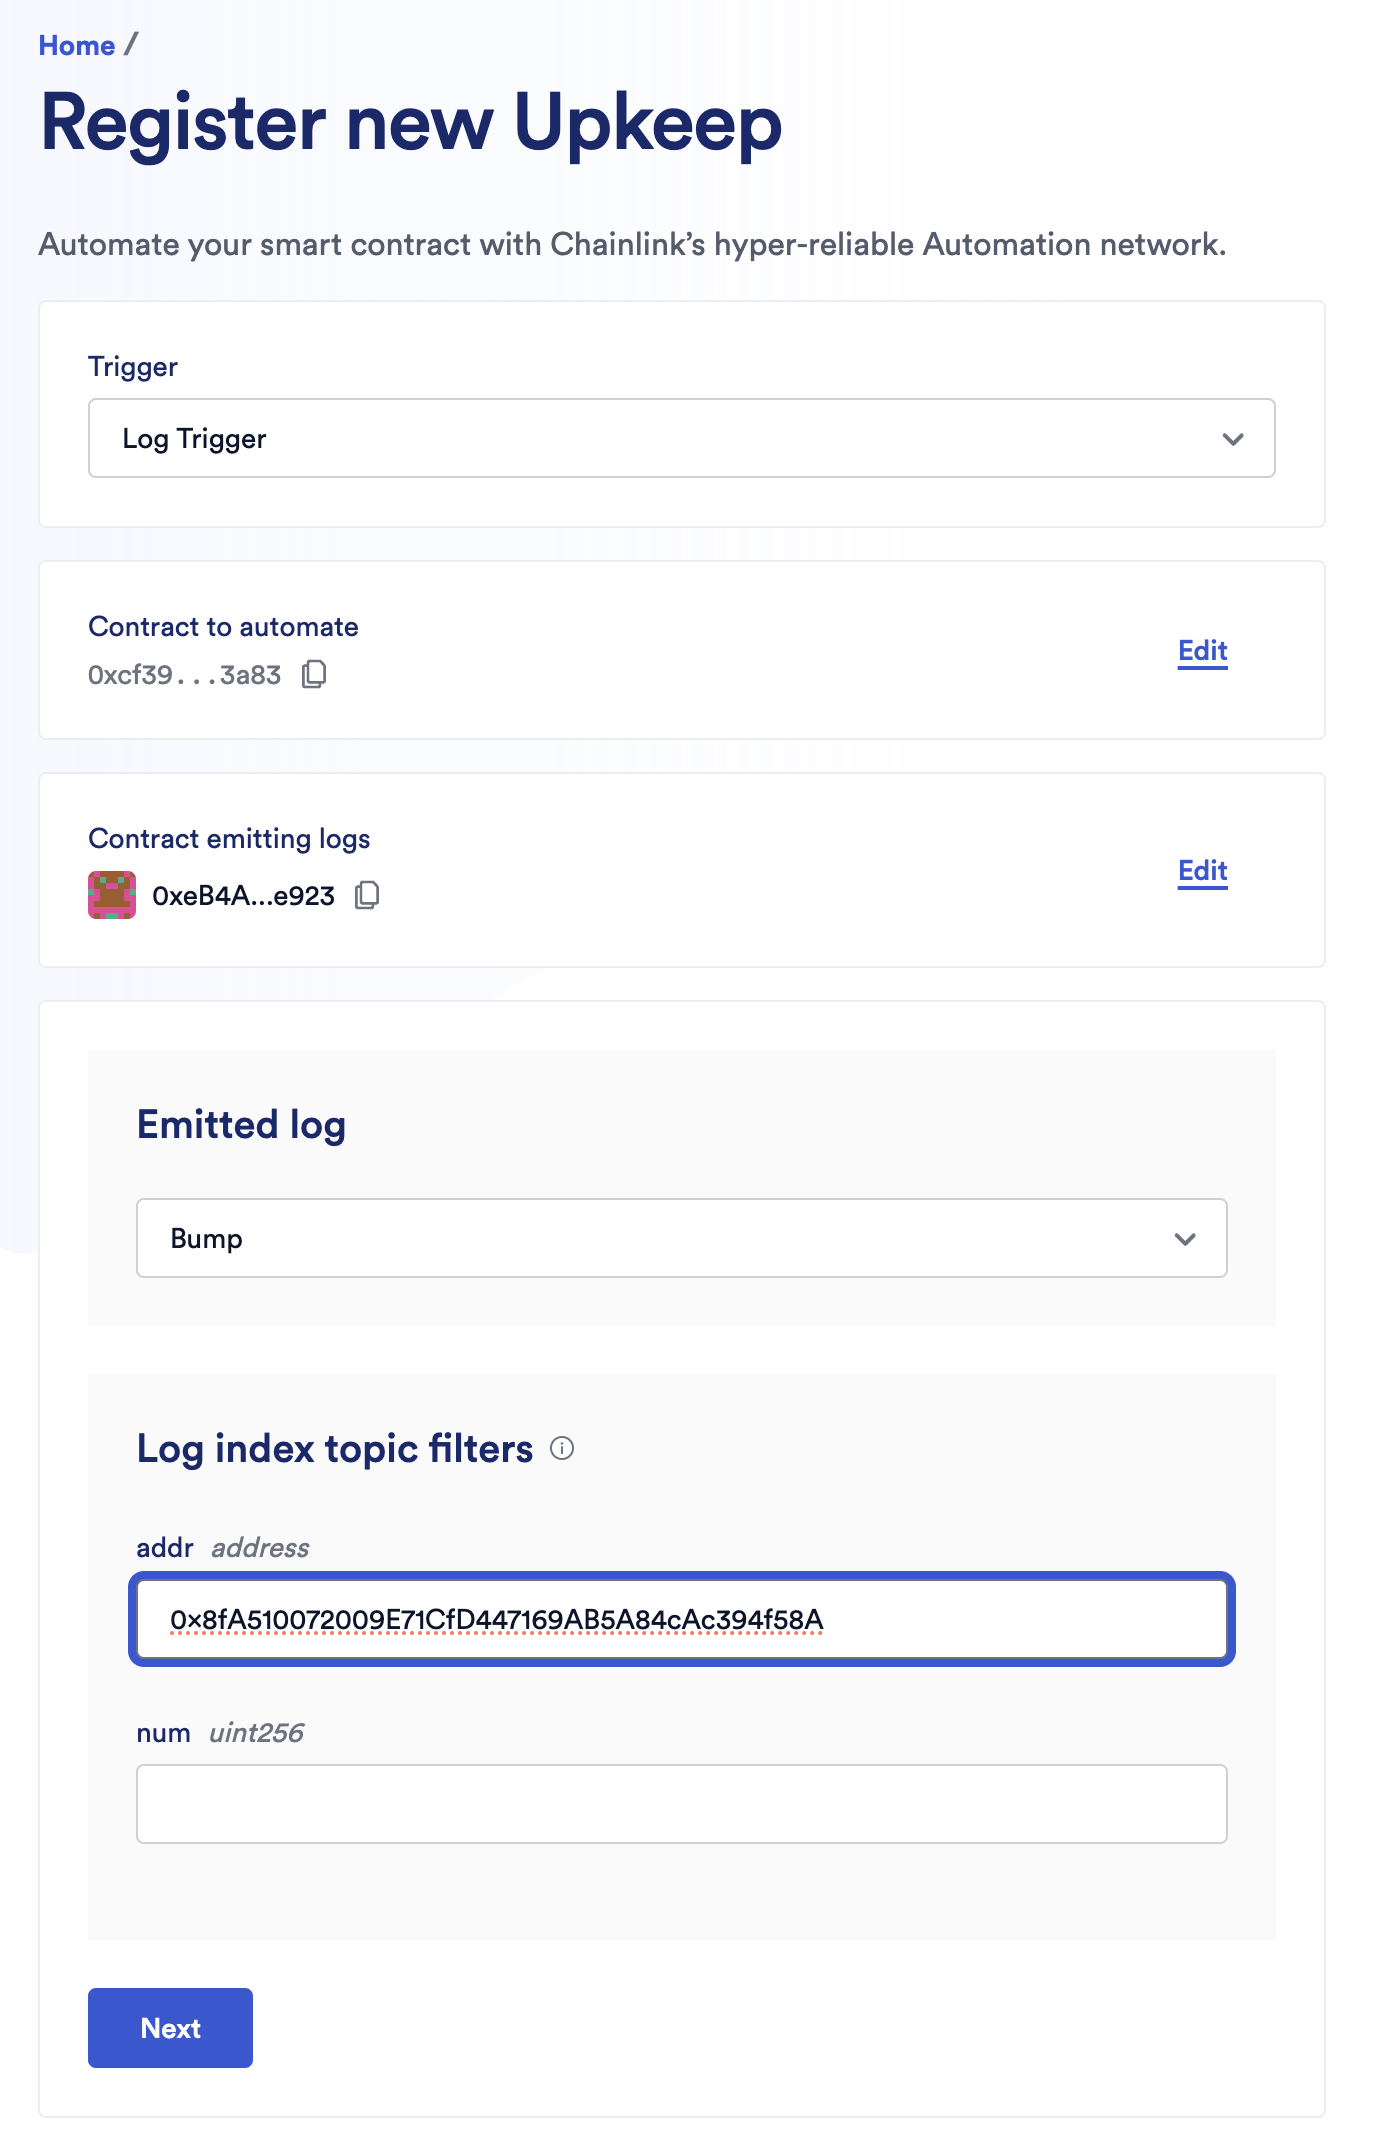 Home /
Register new Upkeep
Automate your smart contract with Chainlink’s hyper-reliable Automation network.
Trigger
Log Trigger
Contract to automate
0xcf39...3a83
Edit
Contract emitting logs
0xeB4A...e923
Edit
Emitted log
Bump
Log index topic filters
addr address
0x8fA510072009E71CfD447169AB5A84cAc394f58A
num uint256
Next